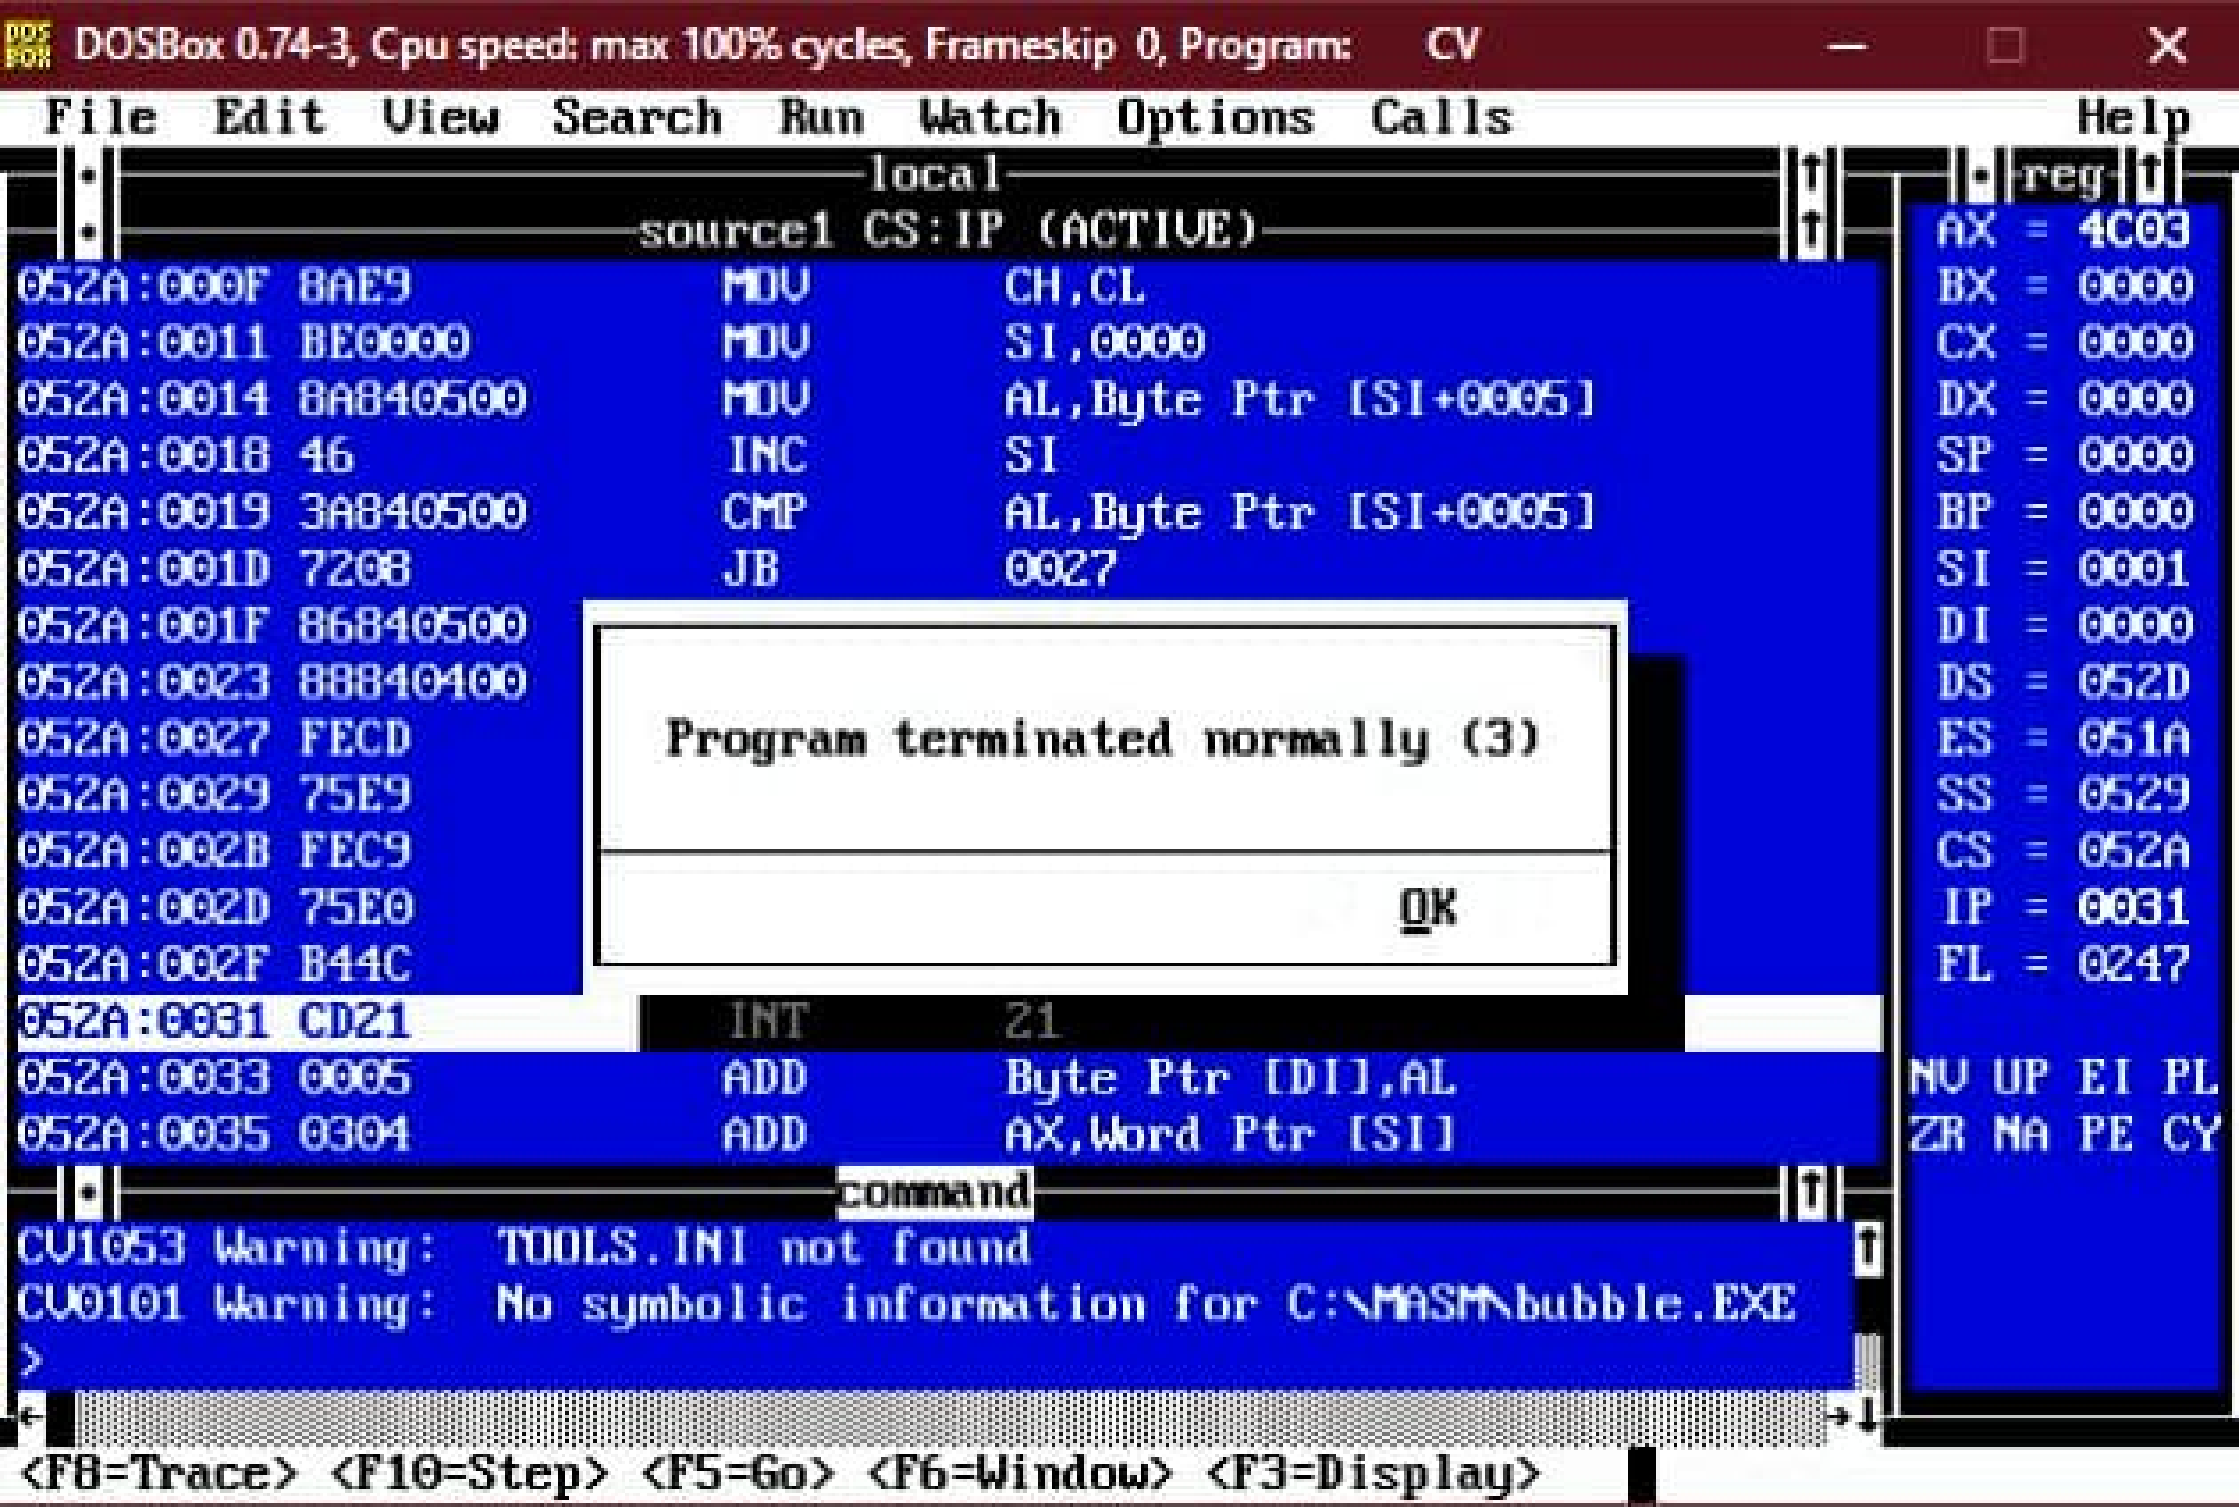 DOSBox 0.74-3, Cpu speed: max 100% cycles, Frameskip 0, Program: CV
File Edit View Search Run Watch Options Calls Help
local
reg
source1 CS:IP (ACTIVE)
052A:000F 8AE9 MOV CH,CL
052A:0011 BE0000 MOV SI,0000
052A:0014 8A840500 MOV AL,Byte Ptr [SI+0005]
052A:0018 46 INC SI
052A:0019 3A840500 CMP AL,Byte Ptr [SI+0005]
052A:001D 7208 JB 0027
052A:001F 86840500
052A:0023 88840400
052A:0027 FECD
052A:0029 75E9
052A:002B FEC9
052A:002D 75E0
052A:002F B44C
052A:0031 CD21 INT 21
052A:0033 0005 ADD Byte Ptr [DI],AL
052A:0035 0304 ADD AX,Word Ptr [SI]
Program terminated normally (3)
OK
AX = 4C03
BX = 0000
CX = 0000
DX = 0000
SP = 0000
BP = 0000
SI = 0001
DI = 0000
DS = 052D
ES = 051A
SS = 0529
CS = 052A
IP = 0031
FL = 0247
NV UP EI PL
ZR NA PE CY
command
CV1053 Warning: TOOLS.INI not found
CV0101 Warning: No symbolic information for C:\MASM\bubble.EXE
>
<F8=Trace> <F10=Step> <F5=Go> <F6=Window> <F3=Display>